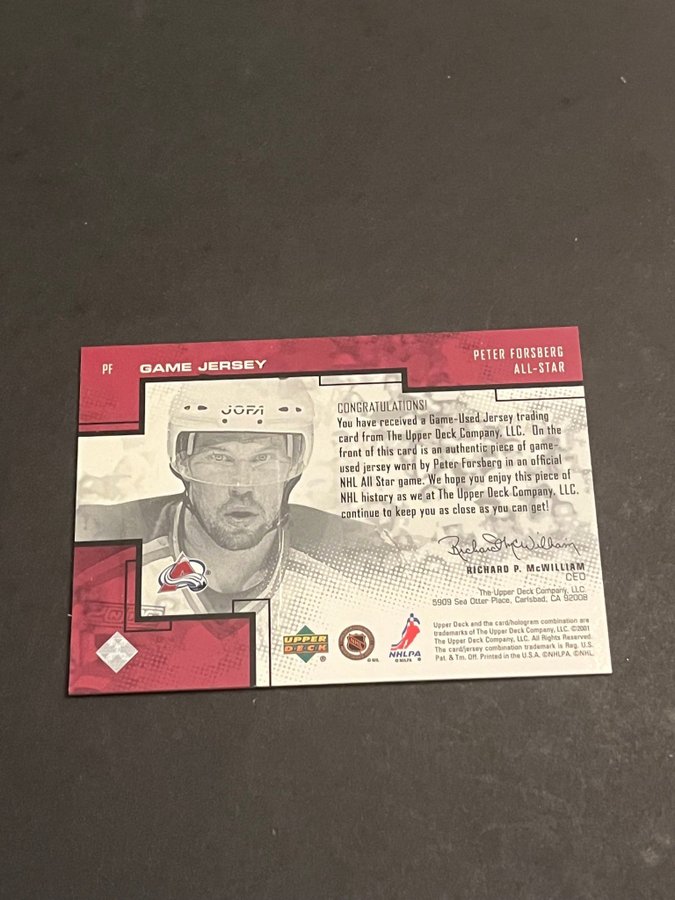 PF GAME JERSEY
PETER FORSBERG
ALL-STAR
JOFA
CONGRATULATIONS!
You have received a Game-Used Jersey trading
card from The Upper Deck Company, LLC. On the
front of this card is an authentic piece of game-
used jersey worn by Peter Forsberg in an official
NHL All Star game. We hope you enjoy this piece of
NHL history as we at The Upper Deck Company, LLC.
continue to keep you as close as you can get!
Richard P. McWilliam
RICHARD P. McWILLIAM
CEO
The Upper Deck Company, LLC.
5909 Sea Otter Place, Carlsbad, CA 92008
UPPER
DECK
®
NHL
© NHL
NHLPA
© NHLPA
Upper Deck and the card/hologram combination are
trademarks of The Upper Deck Company, LLC. ©2001
The Upper Deck Company, LLC. All Rights Reserved.
The card/jersey combination trademark is Reg. U.S.
Pat. & Tm. Off. Printed in the U.S.A. ©NHLPA. ©NHL.